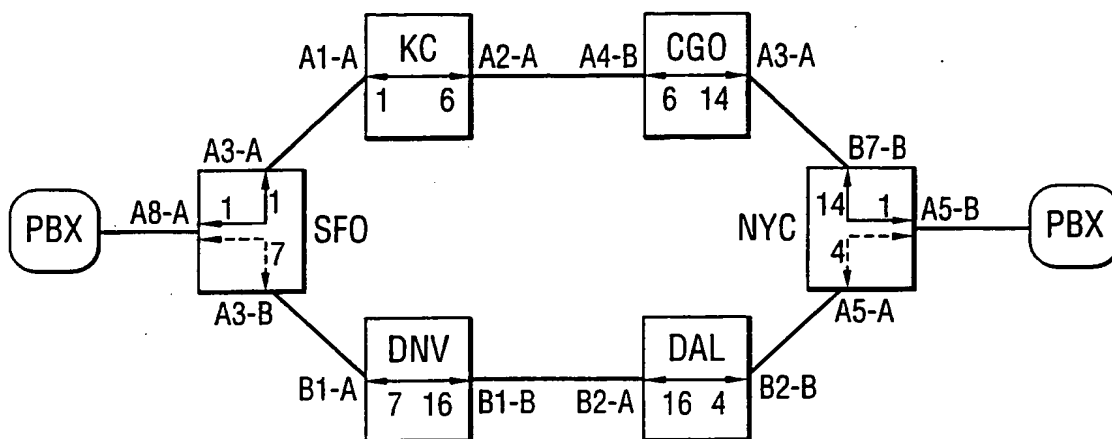 KC
CGO
A1-A
A2-A
A4-B
A3-A
1
6
6
14
A3-A
B7-B
PBX
A8-A
1
1
SFO
7
NYC
14
1
4
A5-B
PBX
A3-B
A5-A
DNV
DAL
B1-A
7
16
B1-B
B2-A
16
4
B2-B